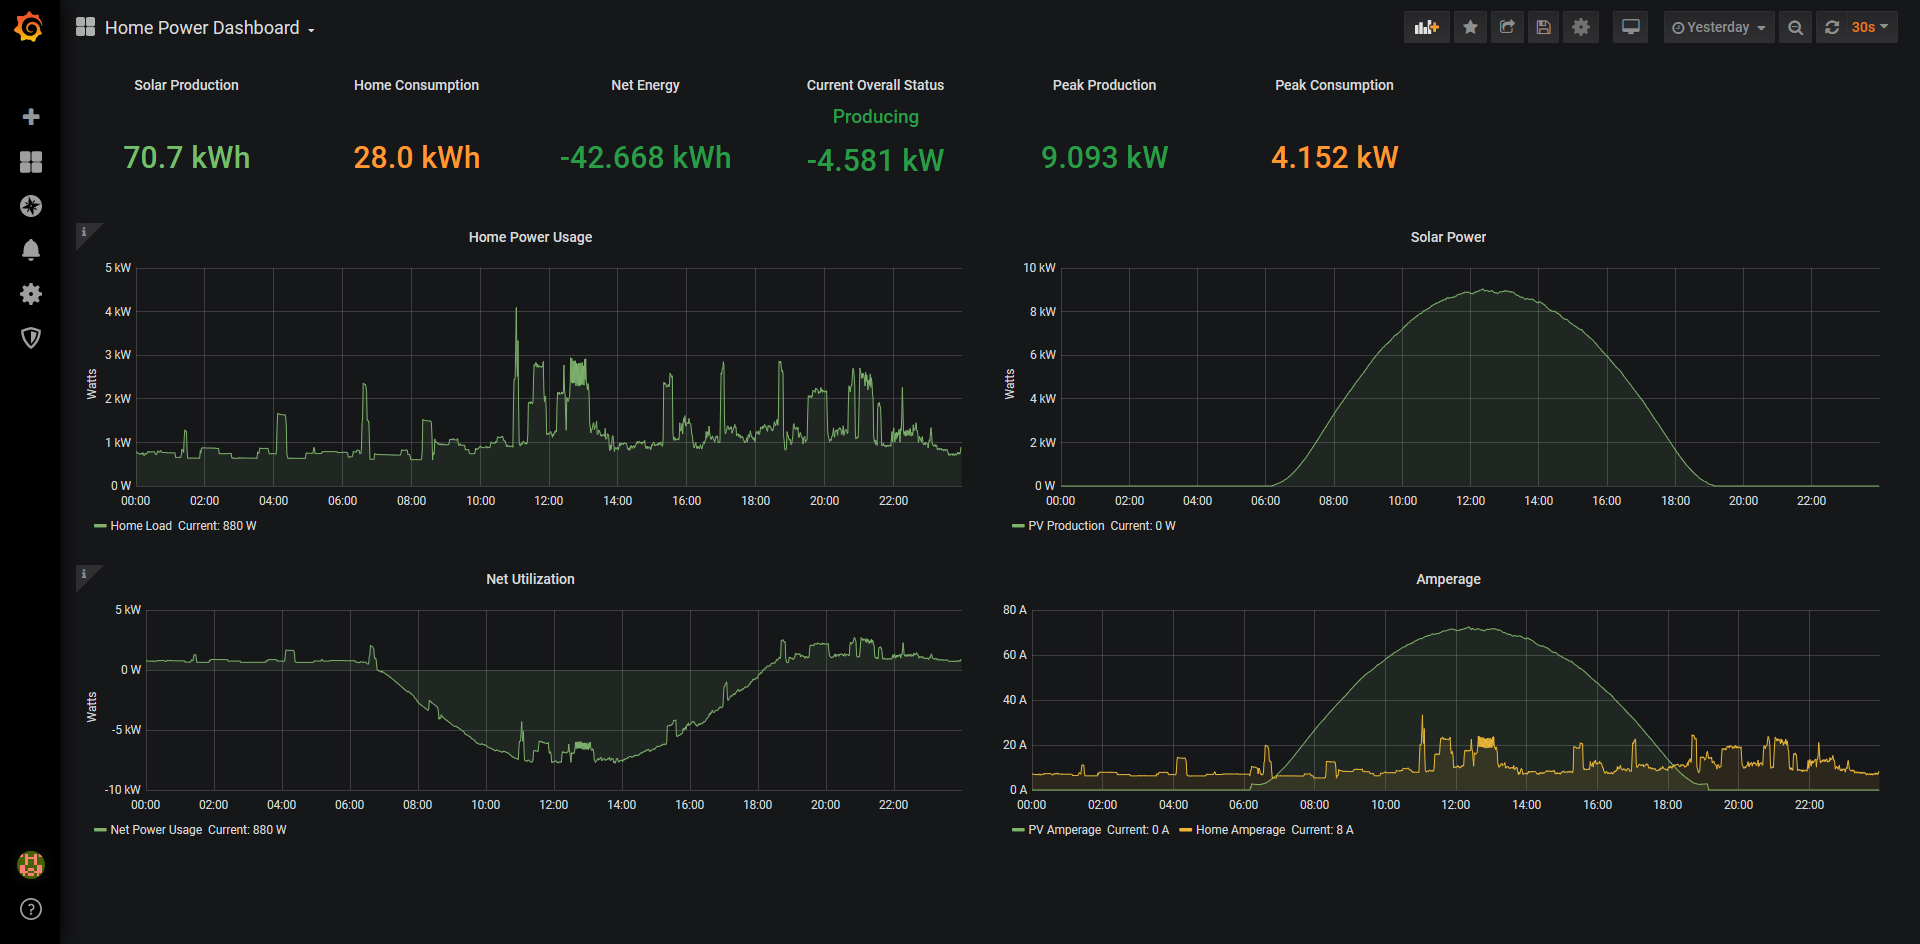 Home Power Dashboard
Yesterday
30s
Solar Production
Home Consumption
Net Energy
Current Overall Status
Peak Production
Peak Consumption
Producing
70.7 kWh
28.0 kWh
-42.668 kWh
-4.581 kW
9.093 kW
4.152 kW
i
Home Power Usage
Watts
5 kW
4 kW
3 kW
2 kW
1 kW
0 W
00:00 02:00 04:00 06:00 08:00 10:00 12:00 14:00 16:00 18:00 20:00 22:00
Home Load Current: 880 W
Solar Power
Watts
10 kW
8 kW
6 kW
4 kW
2 kW
0 W
00:00 02:00 04:00 06:00 08:00 10:00 12:00 14:00 16:00 18:00 20:00 22:00
PV Production Current: 0 W
i
Net Utilization
Watts
5 kW
0 W
-5 kW
-10 kW
00:00 02:00 04:00 06:00 08:00 10:00 12:00 14:00 16:00 18:00 20:00 22:00
Net Power Usage Current: 880 W
Amperage
80 A
60 A
40 A
20 A
0 A
00:00 02:00 04:00 06:00 08:00 10:00 12:00 14:00 16:00 18:00 20:00 22:00
PV Amperage Current: 0 A Home Amperage Current: 8 A
?